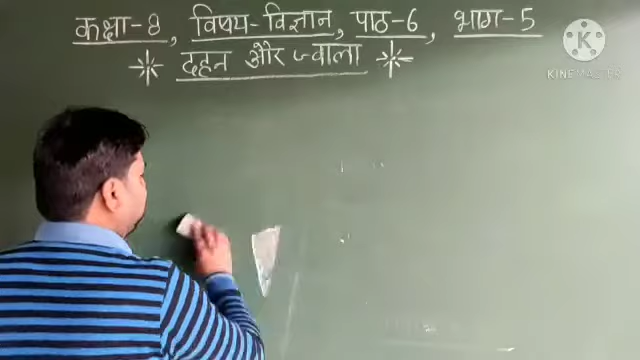 कक्षा-8, विषय-विज्ञान, पाठ-6, भाग-5
दहन और ज्वाला
KINEMASTER